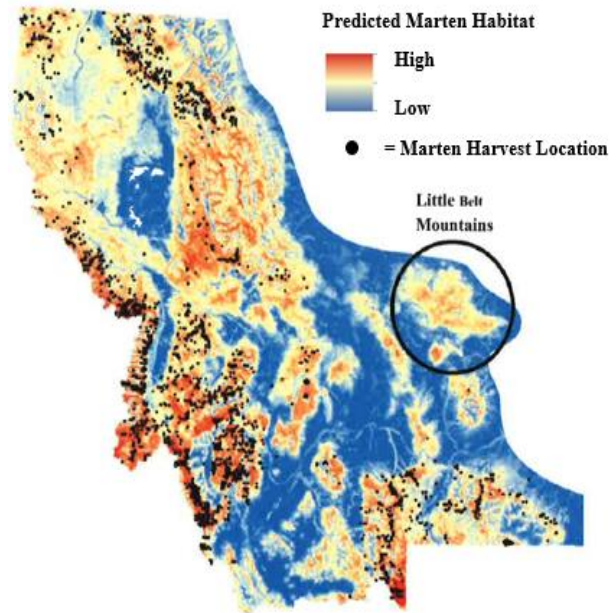 Predicted Marten Habitat
High
Low
= Marten Harvest Location
Little Belt
Mountains